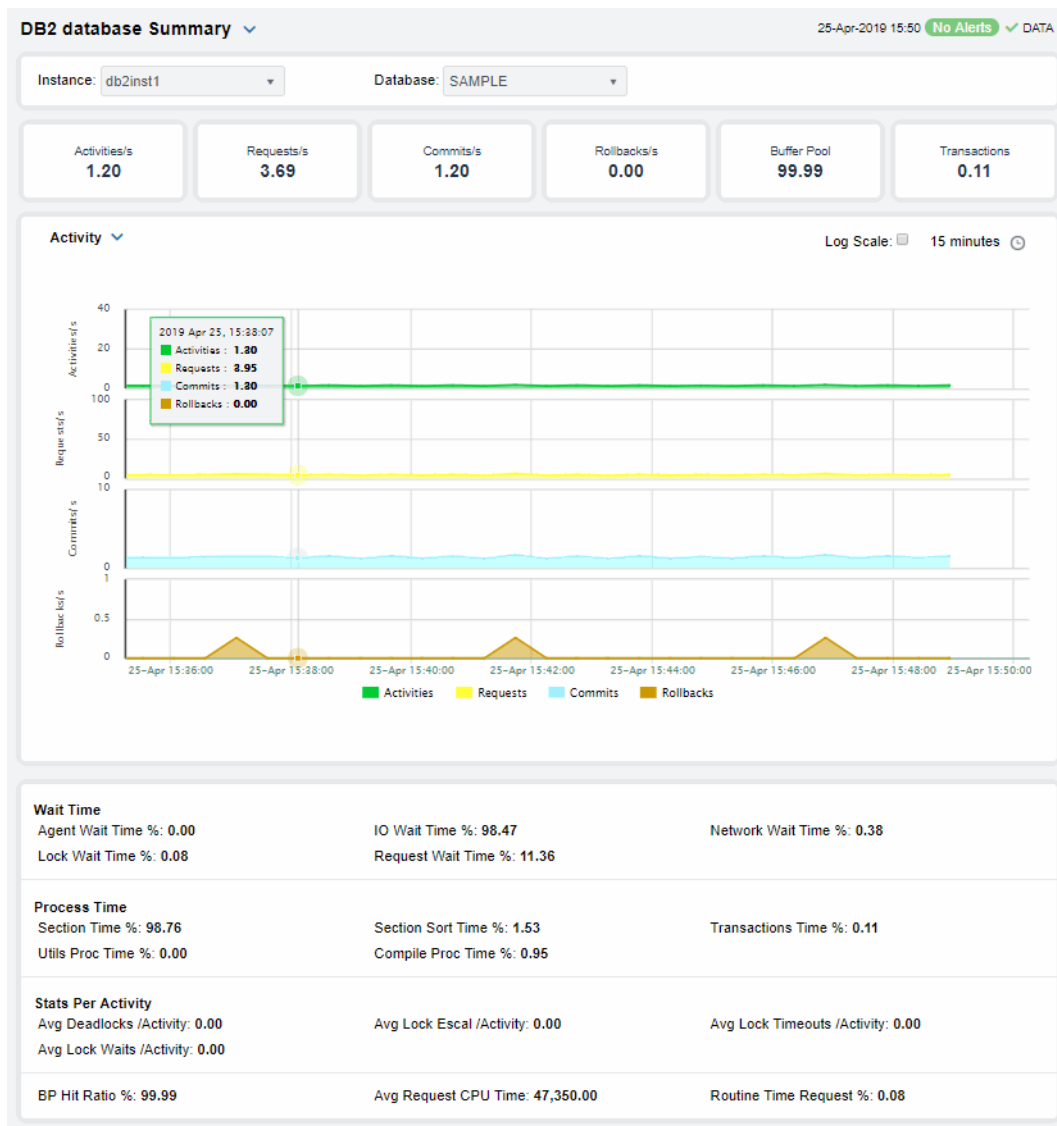 DB2 database Summary
25-Apr-2019 15:50 No Alerts DATA
Instance: db2inst1 Database: SAMPLE
Activities/s Requests/s Commits/s Rollbacks/s Buffer Pool Transactions
1.20 3.69 1.20 0.00 99.99 0.11
Activity
Log Scale: 15 minutes
Activities/s
40
20
0
2019 Apr 25, 15:38:07
Activities :
Requests :
Commits :
Rollbacks : 0.00
Requests/s
100
50
0
Commits/s
10
0
Rollbacks/s
1
0.5
0
25-Apr 15:36:00 25-Apr 15:38:00 25-Apr 15:40:00 25-Apr 15:42:00 25-Apr 15:44:00 25-Apr 15:46:00 25-Apr 15:48:00 25-Apr 15:50:00
Activities Requests Commits Rollbacks
Wait Time
Agent Wait Time %: 0.00 IO Wait Time %: 98.47 Network Wait Time %: 0.38
Lock Wait Time %: 0.08 Request Wait Time %: 11.36
Process Time
Section Time %: 98.76 Section Sort Time %: 1.53 Transactions Time %: 0.11
Utils Proc Time %: 0.00 Compile Proc Time %: 0.95
Stats Per Activity
Avg Deadlocks /Activity: 0.00 Avg Lock Escal /Activity: 0.00 Avg Lock Timeouts /Activity: 0.00
Avg Lock Waits /Activity: 0.00
BP Hit Ratio %: 99.99 Avg Request CPU Time: 47,350.00 Routine Time Request %: 0.08